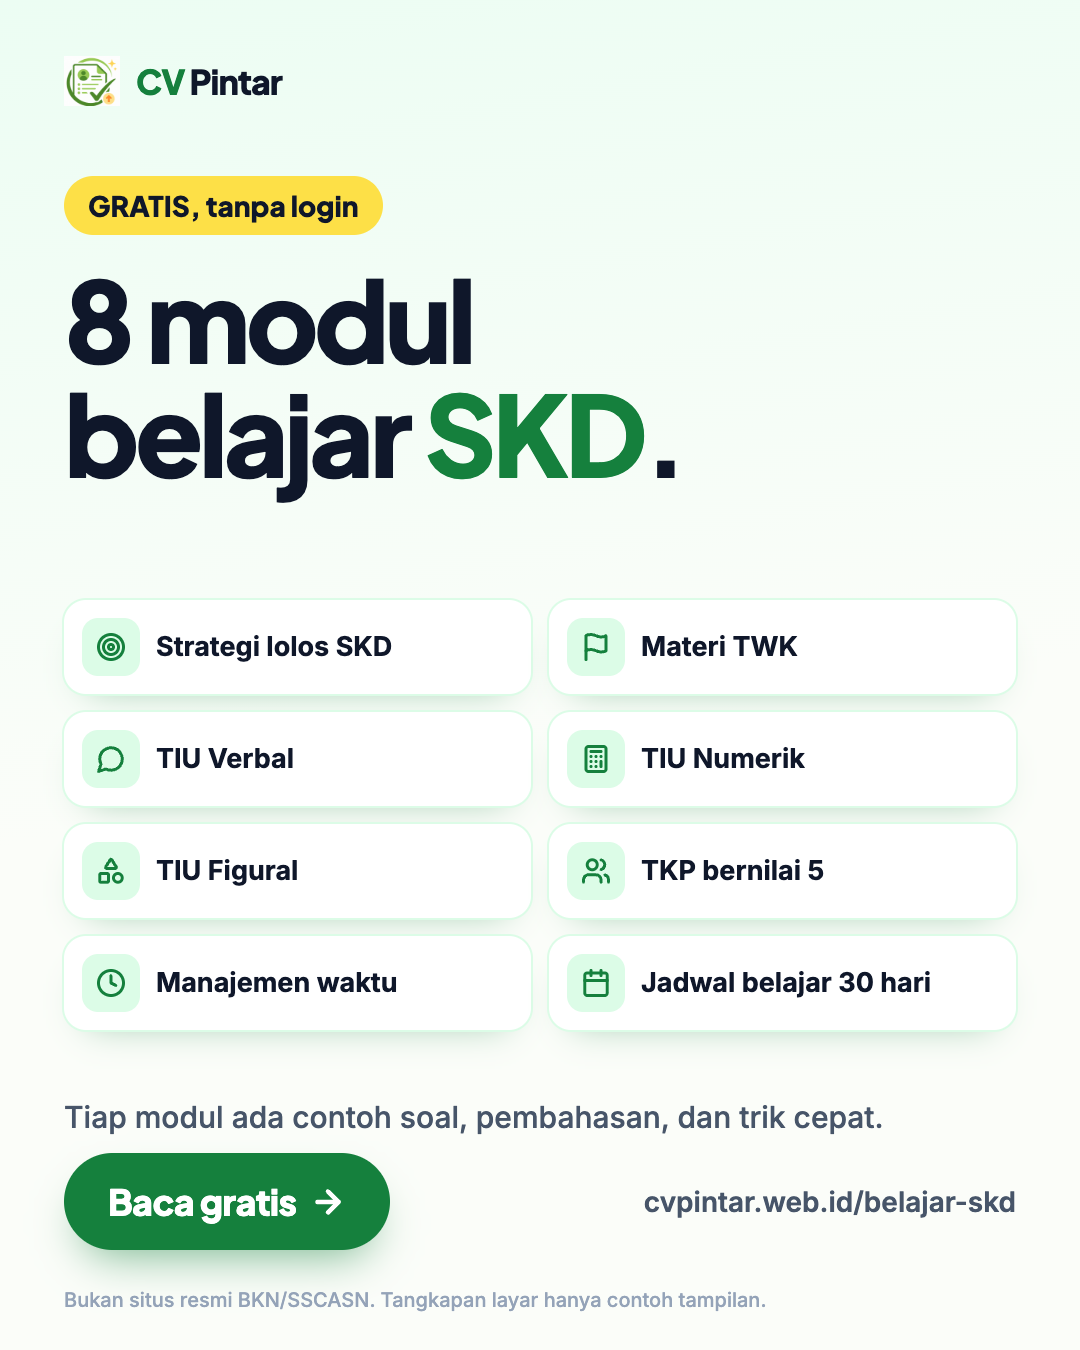 CV Pintar
GRATIS, tanpa login
8 modul
belajar SKD.
Strategi lolos SKD
Materi TWK
TIU Verbal
TIU Numerik
TIU Figural
TKP bernilai 5
Manajemen waktu
Jadwal belajar 30 hari
Tiap modul ada contoh soal, pembahasan, dan trik cepat.
Baca gratis →
cvpintar.web.id/belajar-skd
Bukan situs resmi BKN/SSCASN. Tangkapan layar hanya contoh tampilan.